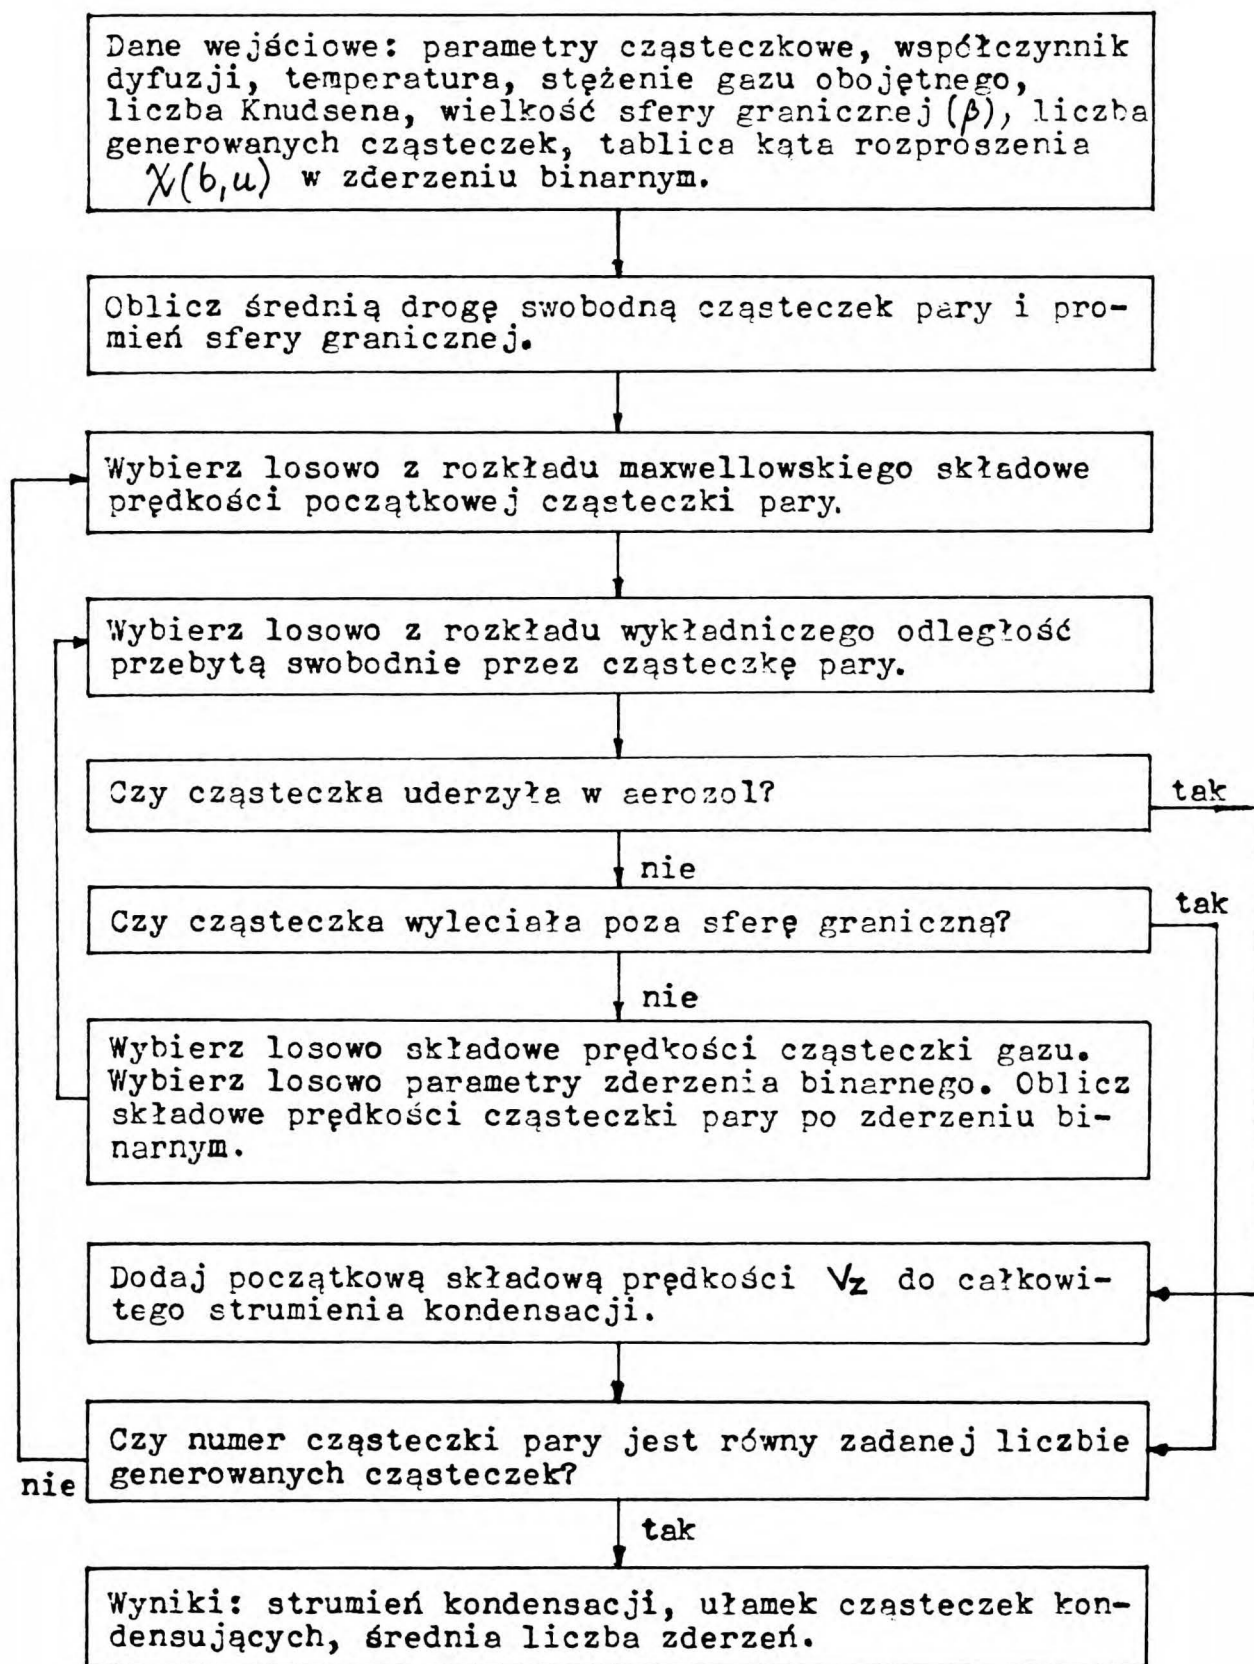 Dane wejściowe: parametry cząsteczkowe, współczynnik
dyfuzji, temperatura, stężenie gazu obojętnego,
liczba Knudsena, wielkość sfery granicznej (β), liczba
generowanych cząsteczek, tablica kąta rozproszenia
χ(b,u) w zderzeniu binarnym.
Oblicz średnią drogę swobodną cząsteczek pary i pro-
mień sfery granicznej.
Wybierz losowo z rozkładu maxwellowskiego składowe
prędkości początkowej cząsteczki pary.
Wybierz losowo z rozkładu wykładniczego odległość
przebytą swobodnie przez cząsteczkę pary.
Czy cząsteczka uderzyła w aerozol?
tak
nie
Czy cząsteczka wyleciała poza sferę graniczną?
tak
nie
Wybierz losowo składowe prędkości cząsteczki gazu.
Wybierz losowo parametry zderzenia binarnego. Oblicz
składowe prędkości cząsteczki pary po zderzeniu bi-
narnym.
Dodaj początkową składową prędkości Vz do całkowi-
tego strumienia kondensacji.
Czy numer cząsteczki pary jest równy zadanej liczbie
generowanych cząsteczek?
nie
tak
Wyniki: strumień kondensacji, ułamek cząsteczek kon-
densujących, średnia liczba zderzeń.